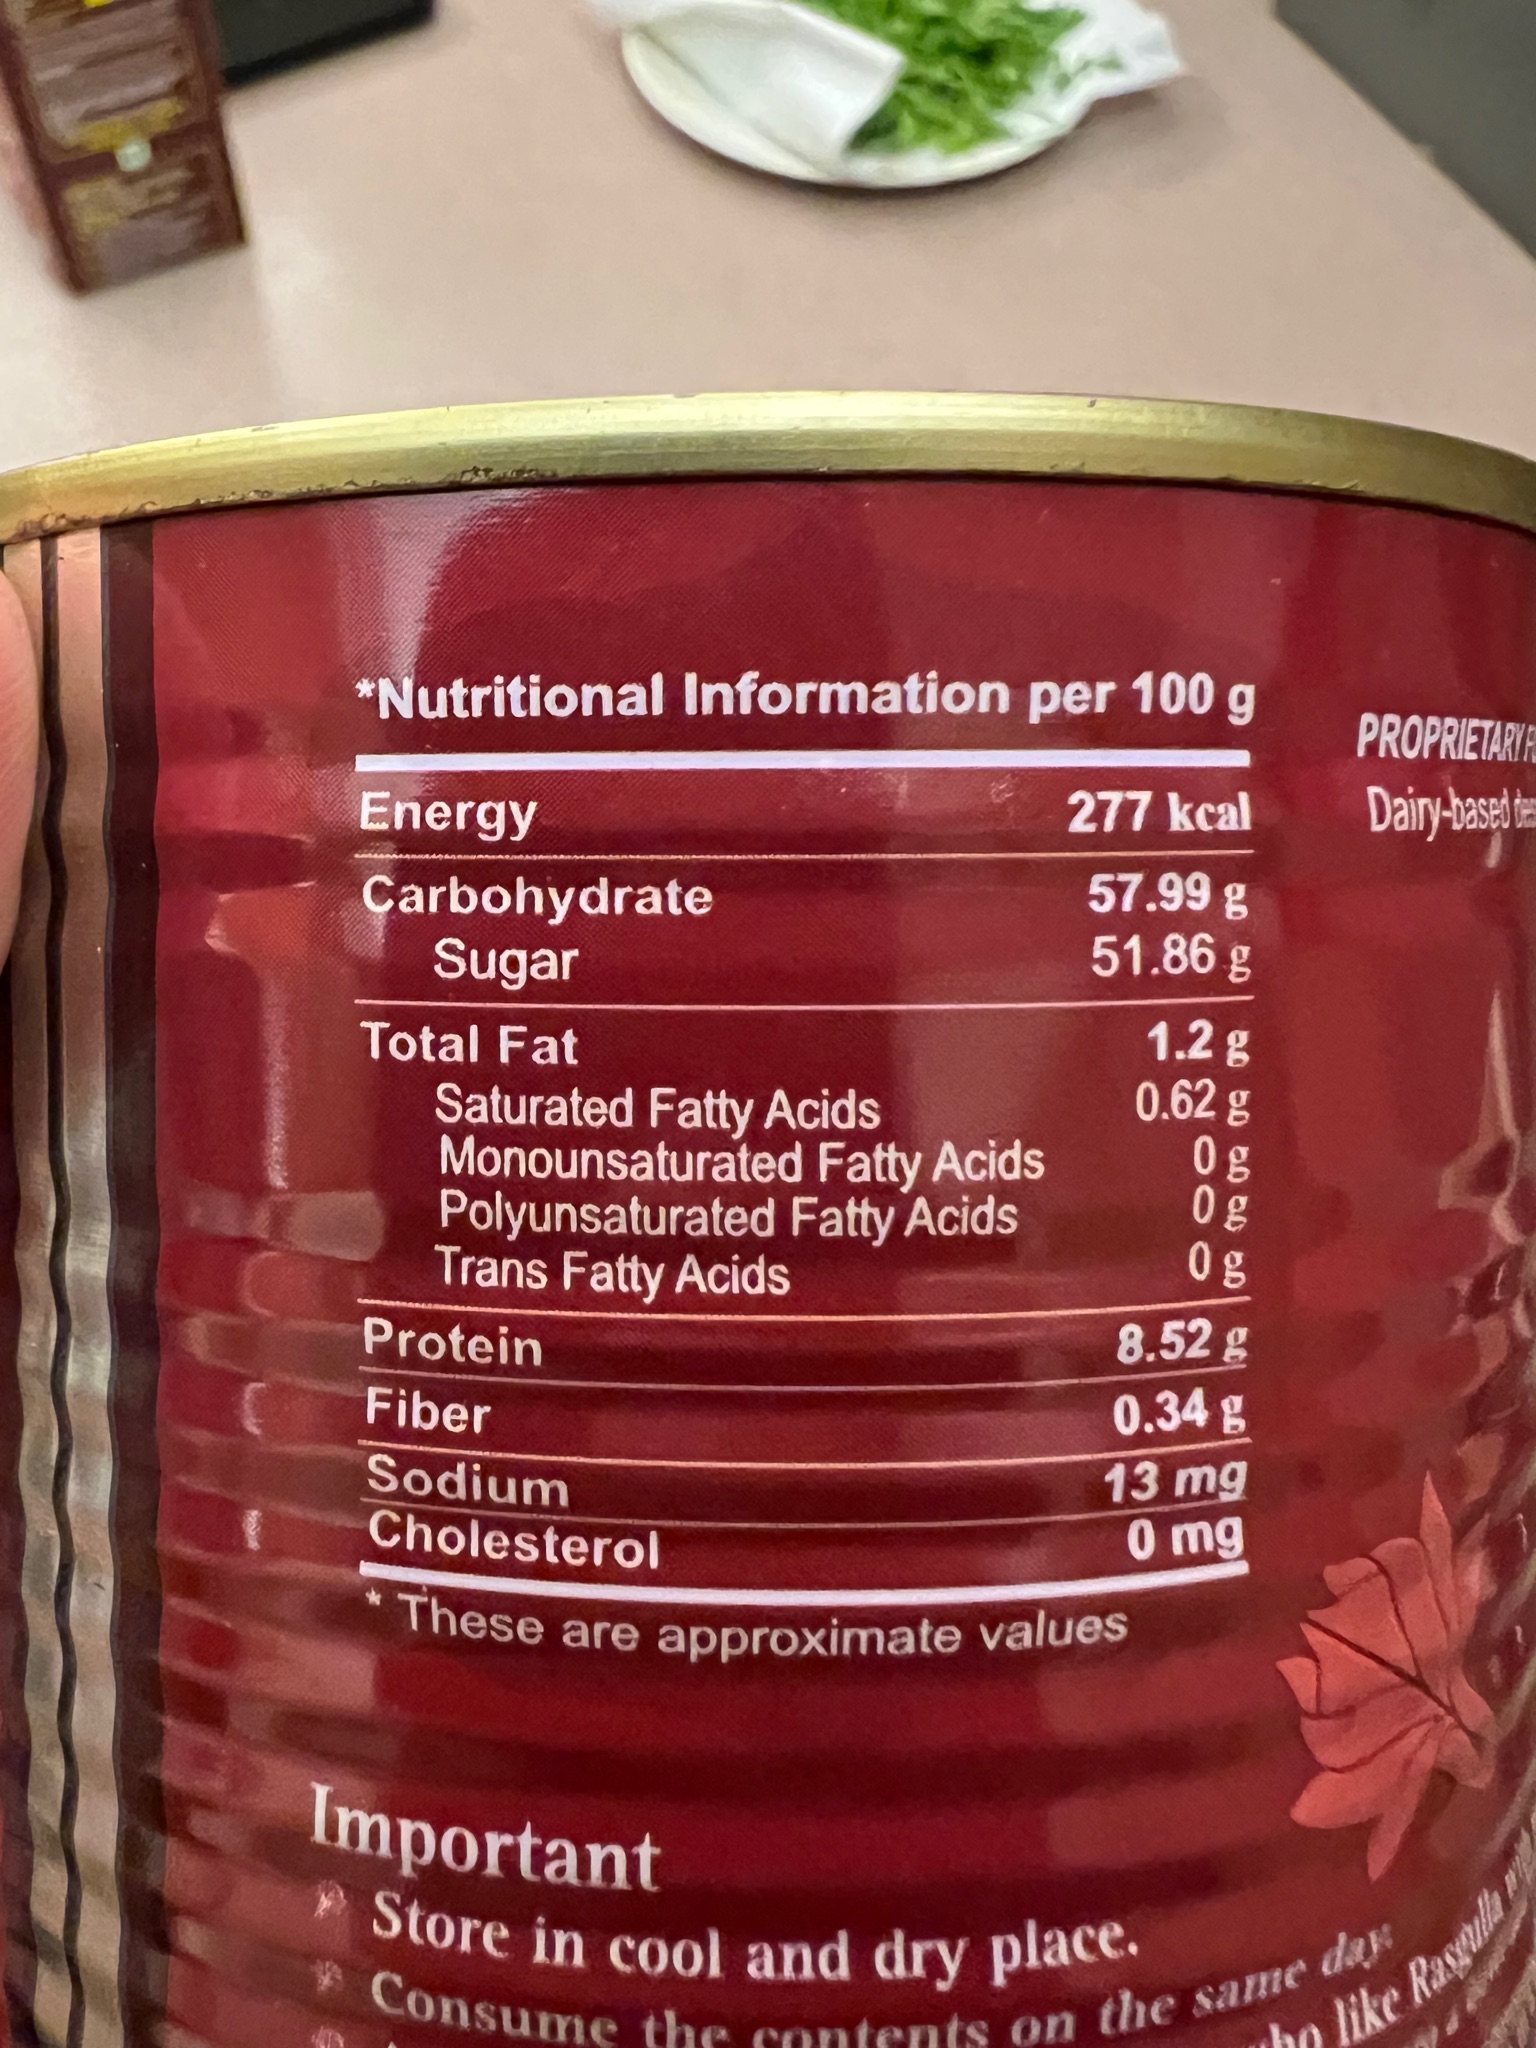 *Nutritional Information per 100 g
Energy 277 kcal
Carbohydrate 57.99 g
Sugar 51.86 g
Total Fat 1.2 g
Saturated Fatty Acids 0.62 g
Monounsaturated Fatty Acids 0 g
Polyunsaturated Fatty Acids 0 g
Trans Fatty Acids 0 g
Protein 8.52 g
Fiber 0.34 g
Sodium 13 mg
Cholesterol 0 mg
* These are approximate values
PROPRIETARY
Dairy-based
Important
Store in cool and dry place.
Consume the contents on the same day.
who like Rasgulla